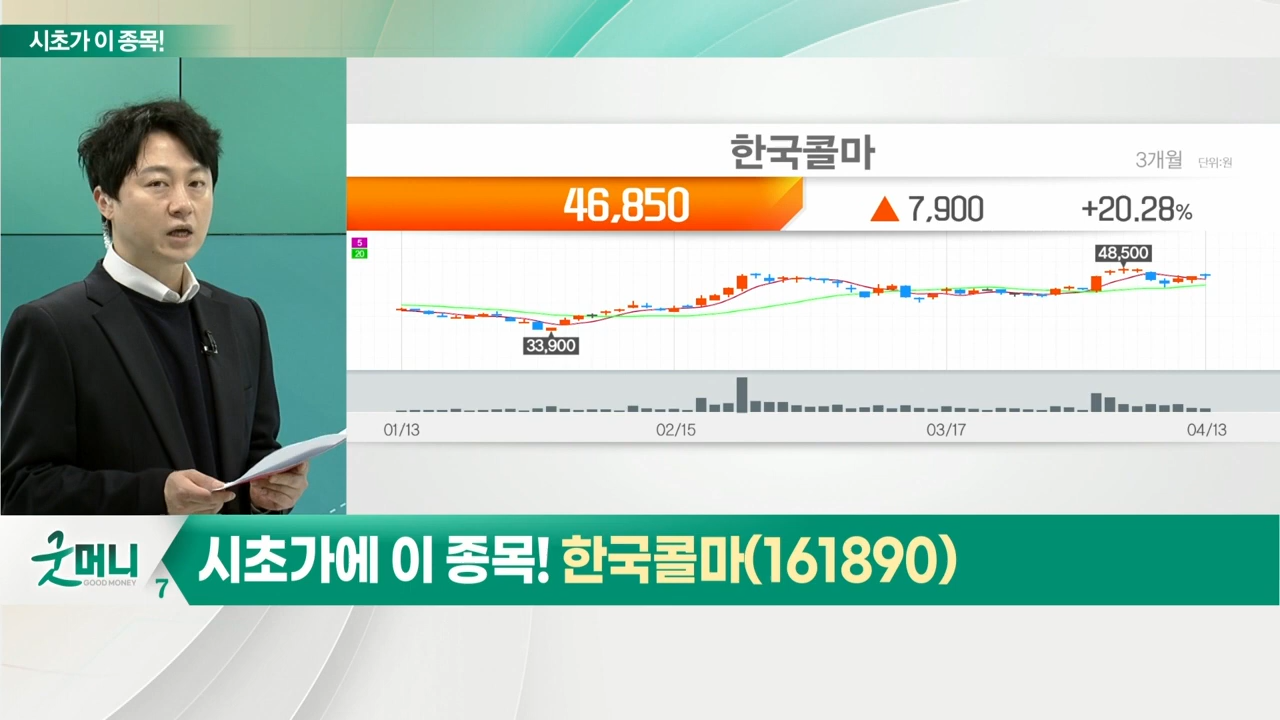 시초가 이 종목!
한국콜마
3개월 단위:원
46,850 ▲ 7,900 +20.28%
5
20
48,500
33,900
01/13 02/15 03/17 04/13
굿머니
GOOD MONEY
7
시초가에 이 종목! 한국콜마(161890)